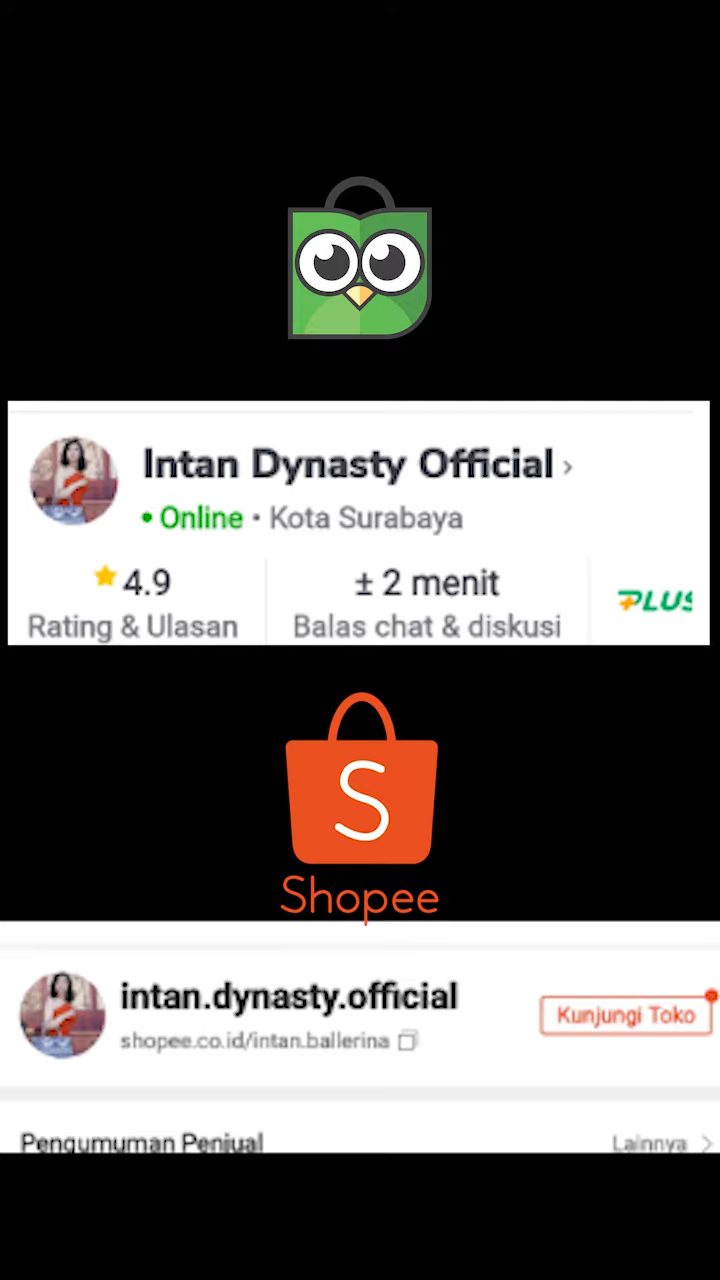 Intan Dynasty Official
• Online • Kota Surabaya
4.9
± 2 menit
PLUS
Rating & Ulasan
Balas chat & diskusi
S
Shopee
intan.dynasty.official
Kunjungi Toko
shopee.co.id/intan.ballerina
Pengumuman Penjual
Lainnya